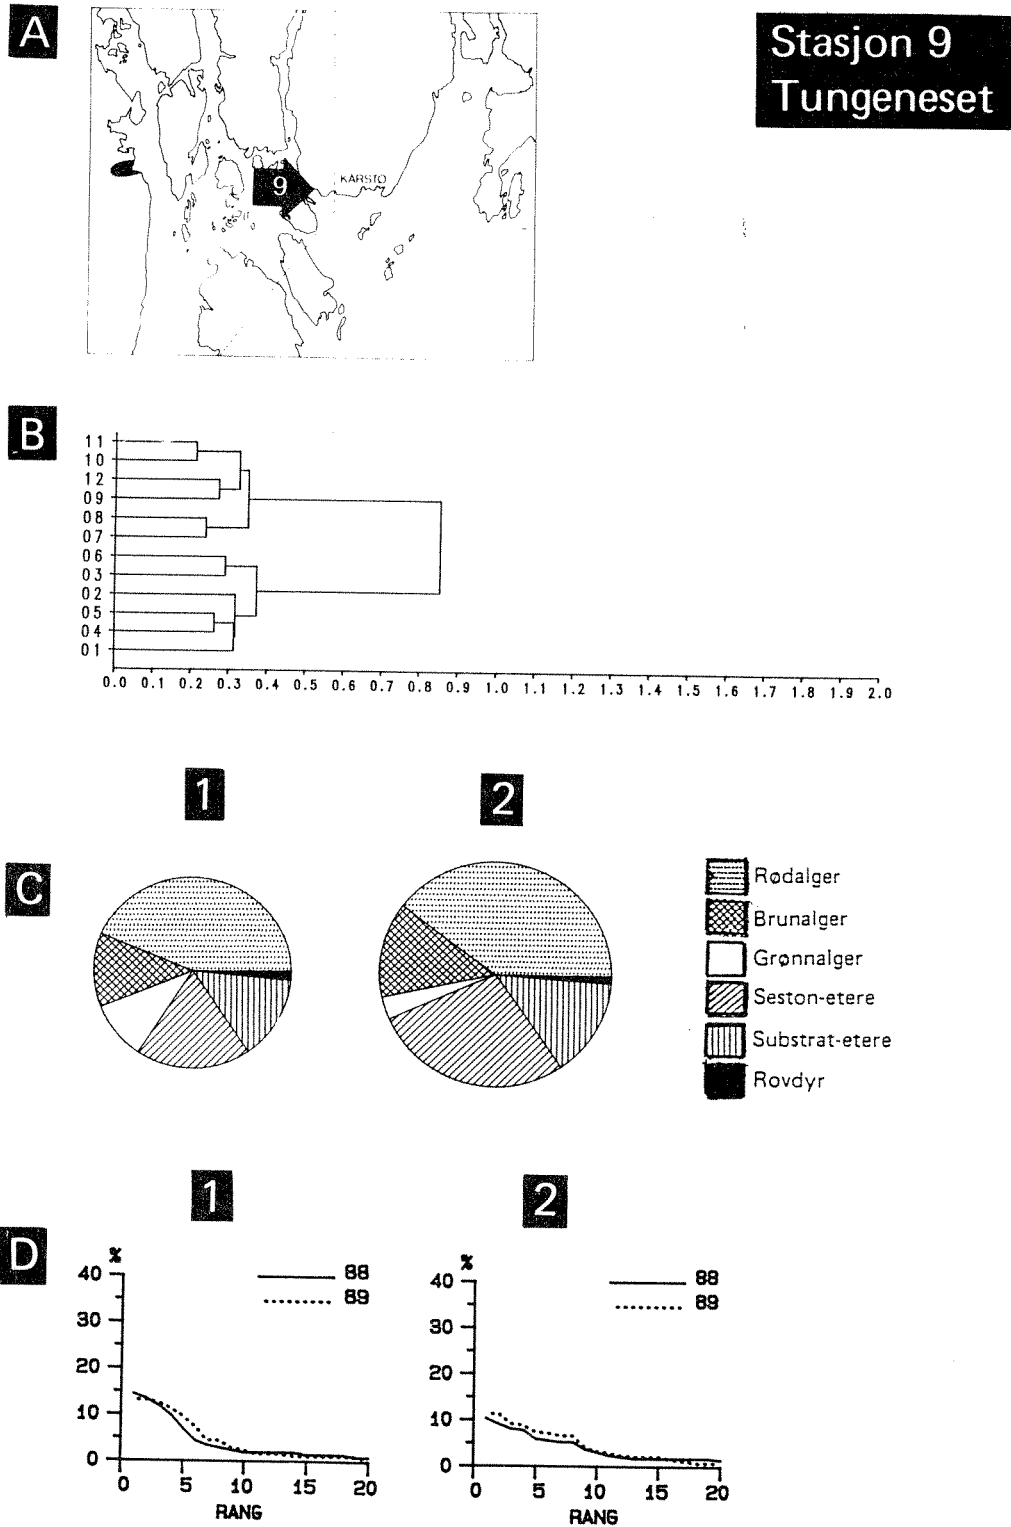 A
Stasjon 9
Tungeneset
9
KÅRSTØ
B
11
10
12
09
08
07
06
03
02
05
04
01
0.0 0.1 0.2 0.3 0.4 0.5 0.6 0.7 0.8 0.9 1.0 1.1 1.2 1.3 1.4 1.5 1.6 1.7 1.8 1.9 2.0
1 2
C
Rødalger
Brunalger
Grønnalger
Seston-etere
Substrat-etere
Rovdyr
1 2
D
%
88
89
40
30
20
10
0
0 5 10 15 20
RANG
%
88
89
40
30
20
10
0
0 5 10 15 20
RANG